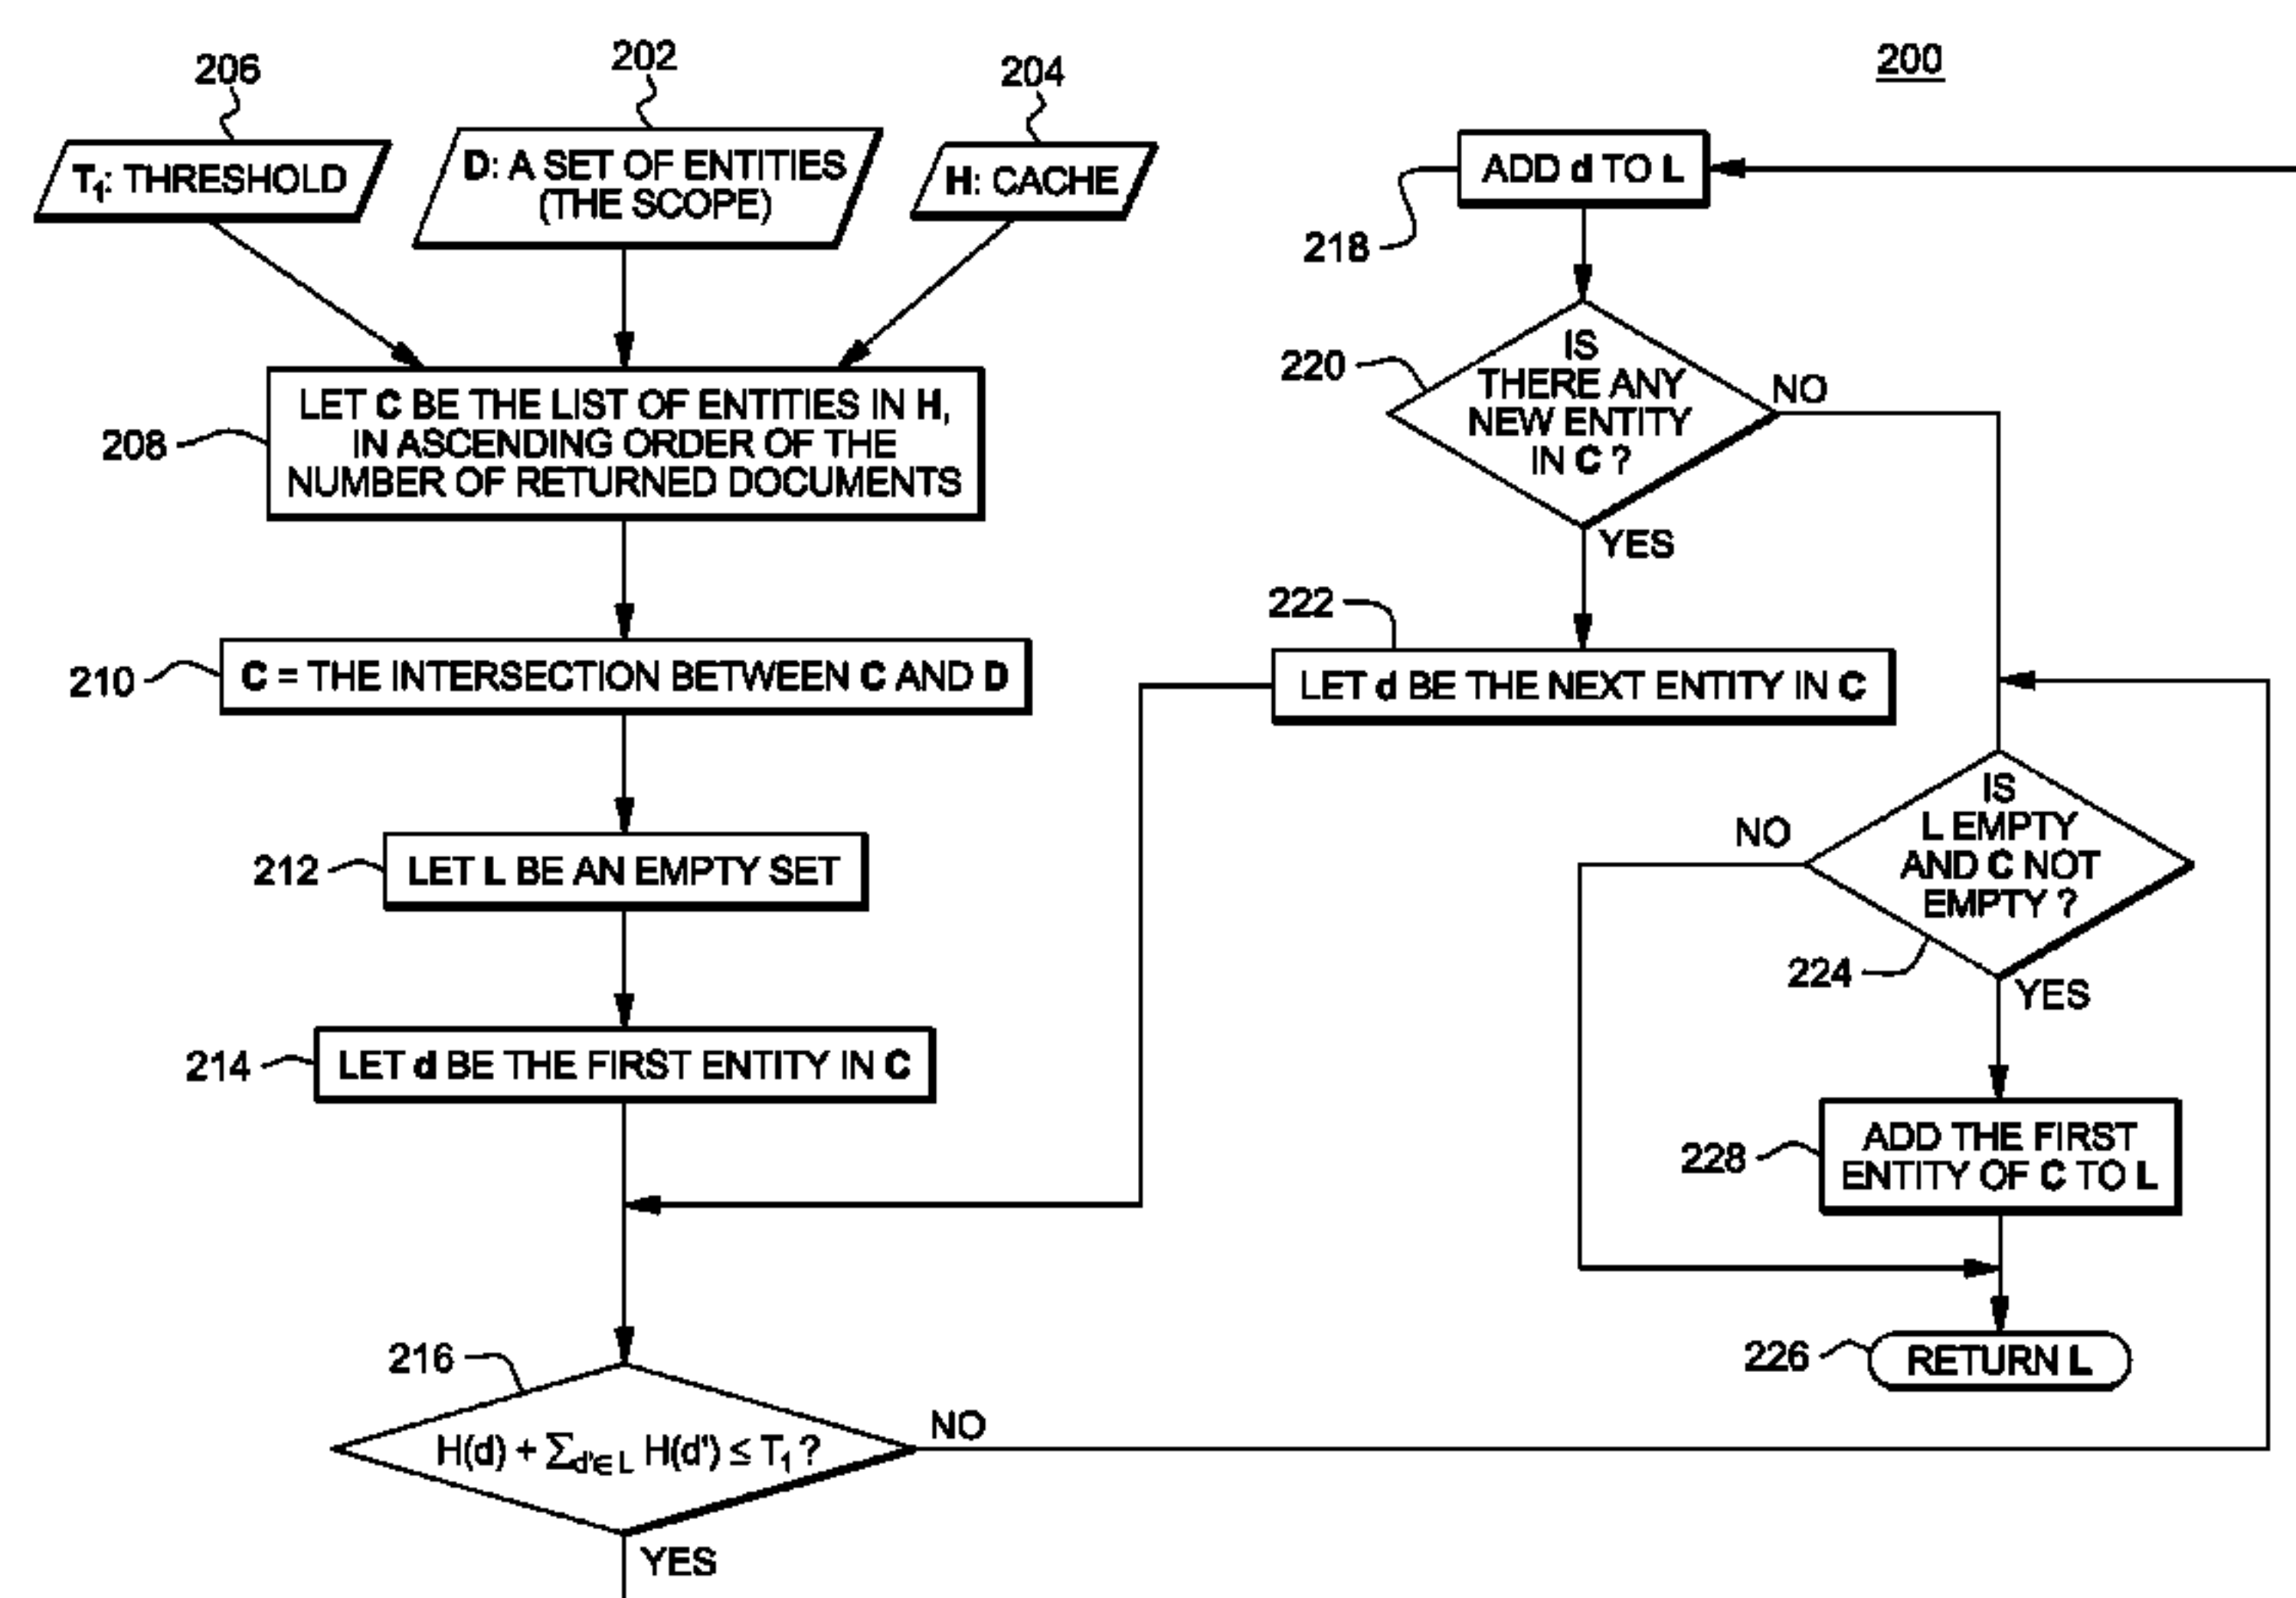 200
206
202
204
T₁: THRESHOLD
D: A SET OF ENTITIES
(THE SCOPE)
H: CACHE
208
LET C BE THE LIST OF ENTITIES IN H,
IN ASCENDING ORDER OF THE
NUMBER OF RETURNED DOCUMENTS
210
C = THE INTERSECTION BETWEEN C AND D
212
LET L BE AN EMPTY SET
214
LET d BE THE FIRST ENTITY IN C
216
H(d) + ∑d'∈L H(d') ≤ T₁ ?
NO
YES
ADD d TO L
218
220
IS
THERE ANY
NEW ENTITY
IN C ?
NO
YES
222
LET d BE THE NEXT ENTITY IN C
IS
L EMPTY
AND C NOT
EMPTY ?
NO
224
YES
228
ADD THE FIRST
ENTITY OF C TO L
226
RETURN L